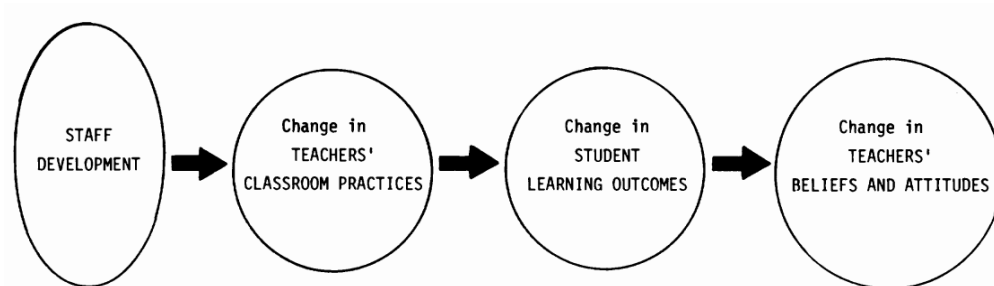 STAFF
DEVELOPMENT
Change in
TEACHERS'
CLASSROOM PRACTICES
Change in
STUDENT
LEARNING OUTCOMES
Change in
TEACHERS'
BELIEFS AND ATTITUDES